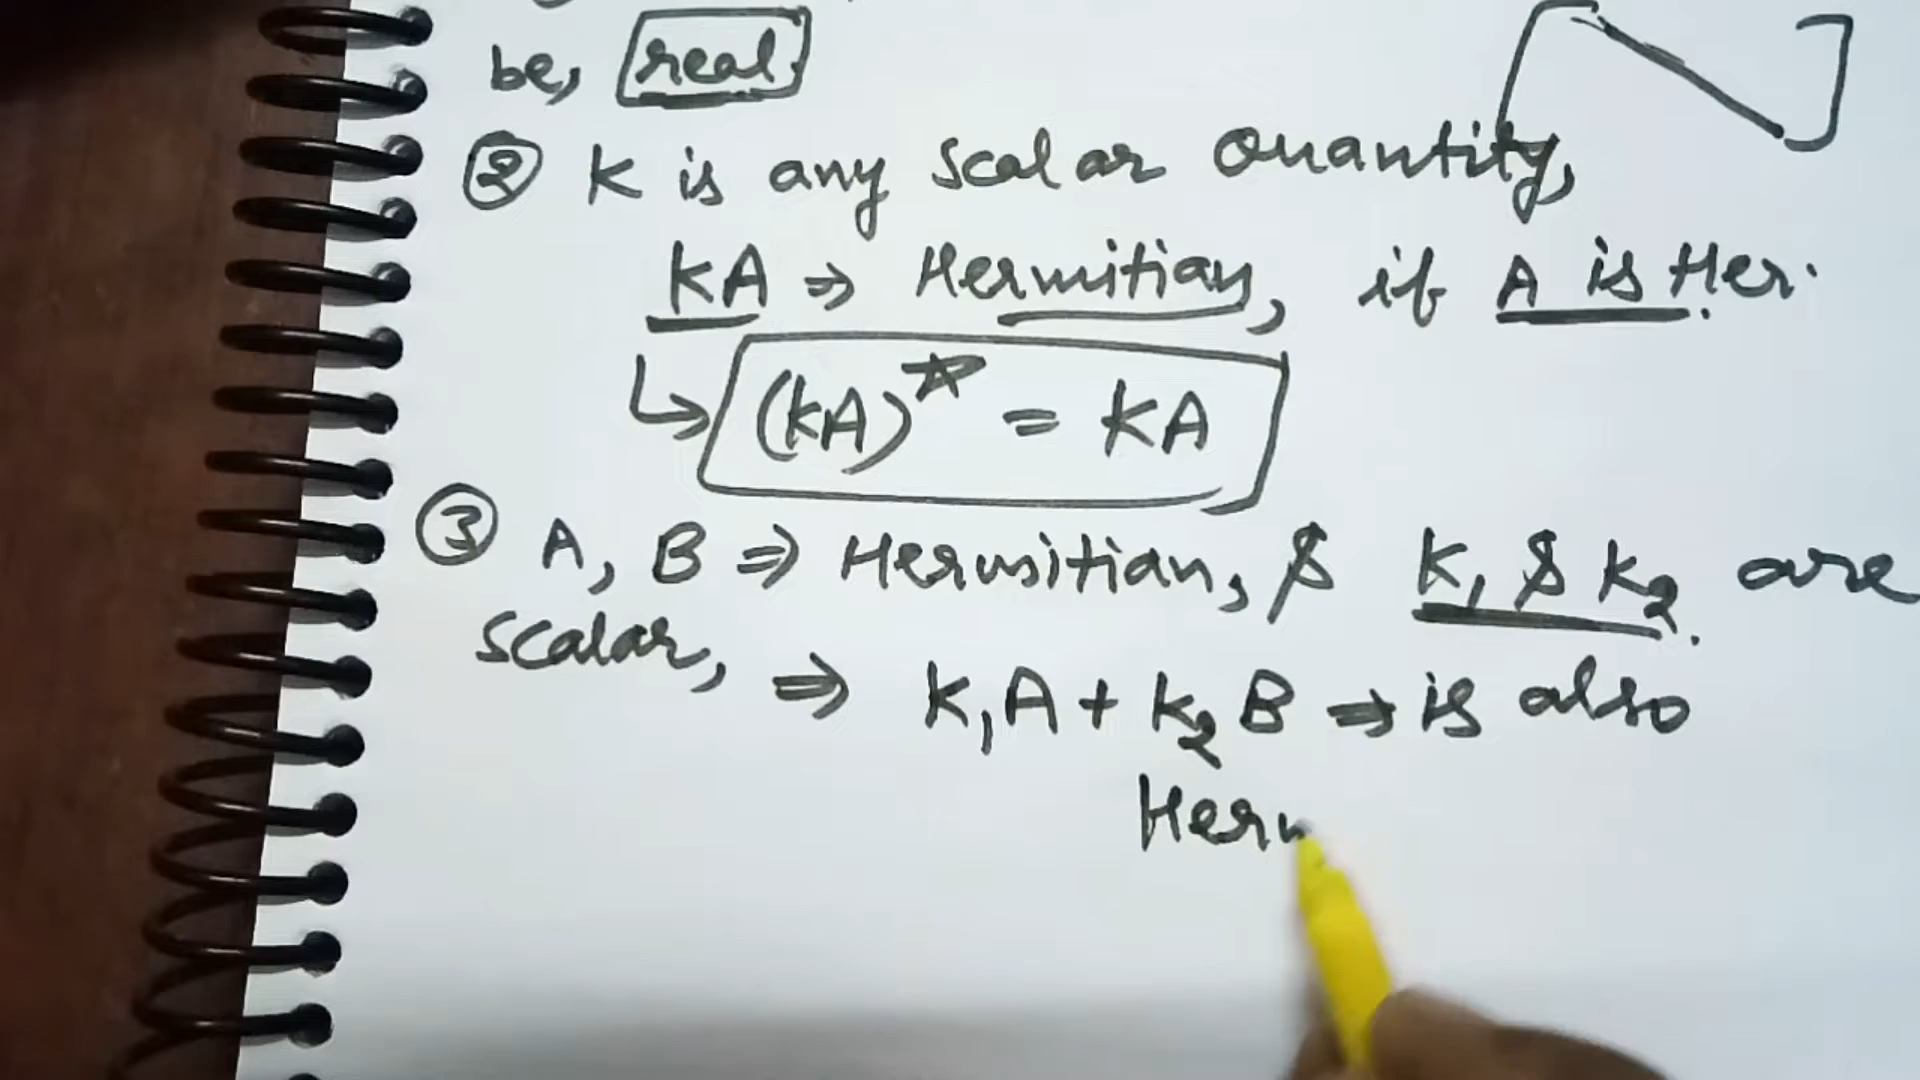 be, real.
② K is any scalar Quantity,
KA ⇒ Hermitian, if A is Her.
↳ (KA)* = KA
③ A, B ⇒ Hermitian, & K₁ & K₂ are
scalar, ⇒ K₁A + K₂B ⇒ is also
Herm